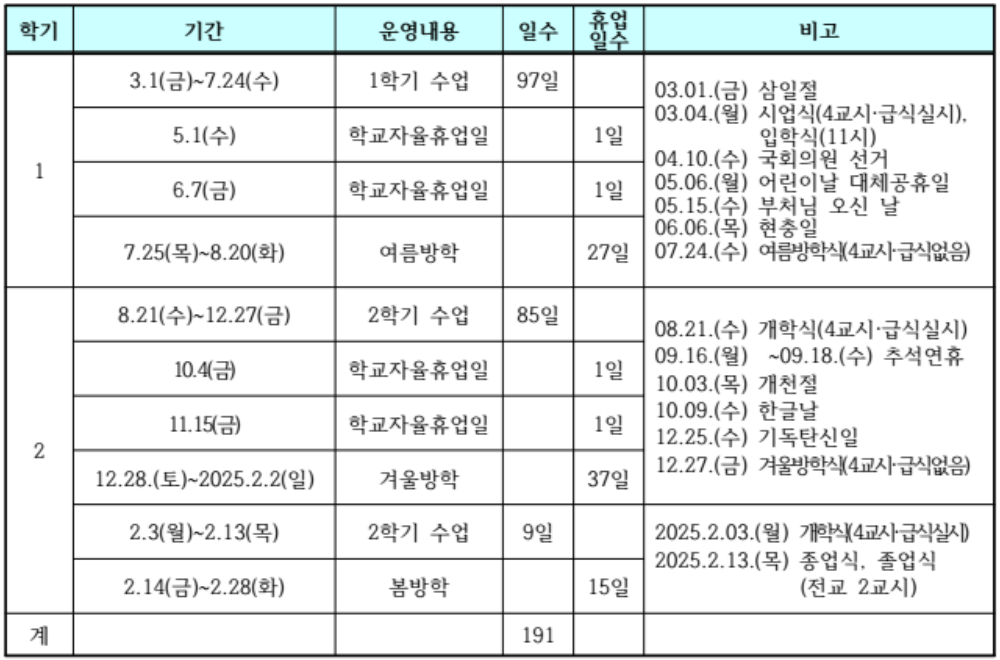 학기 기간 운영내용 일수 휴업일수 비고
1
3.1(금)~7.24(수) 1학기 수업 97일
5.1(수) 학교자율휴업일 1일
6.7(금) 학교자율휴업일 1일
7.25(목)~8.20(화) 여름방학 27일
03.01.(금) 삼일절
03.04.(월) 시업식(4교시·급식실시),
입학식(11시)
04.10.(수) 국회의원 선거
05.06.(월) 어린이날 대체공휴일
05.15.(수) 부처님 오신 날
06.06.(목) 현충일
07.24.(수) 여름방학식(4교시·급식없음)
2
8.21(수)~12.27(금) 2학기 수업 85일
10.4(금) 학교자율휴업일 1일
11.15(금) 학교자율휴업일 1일
12.28.(토)~2025.2.2(일) 겨울방학 37일
08.21.(수) 개학식(4교시·급식실시)
09.16.(월) ~09.18.(수) 추석연휴
10.03.(목) 개천절
10.09.(수) 한글날
12.25.(수) 기독탄신일
12.27.(금) 겨울방학식(4교시·급식없음)
2.3(월)~2.13(목) 2학기 수업 9일
2.14(금)~2.28(화) 봄방학 15일
2025.2.03.(월) 개학식(4교시·급식실시)
2025.2.13.(목) 종업식, 졸업식
(전교 2교시)
계 191